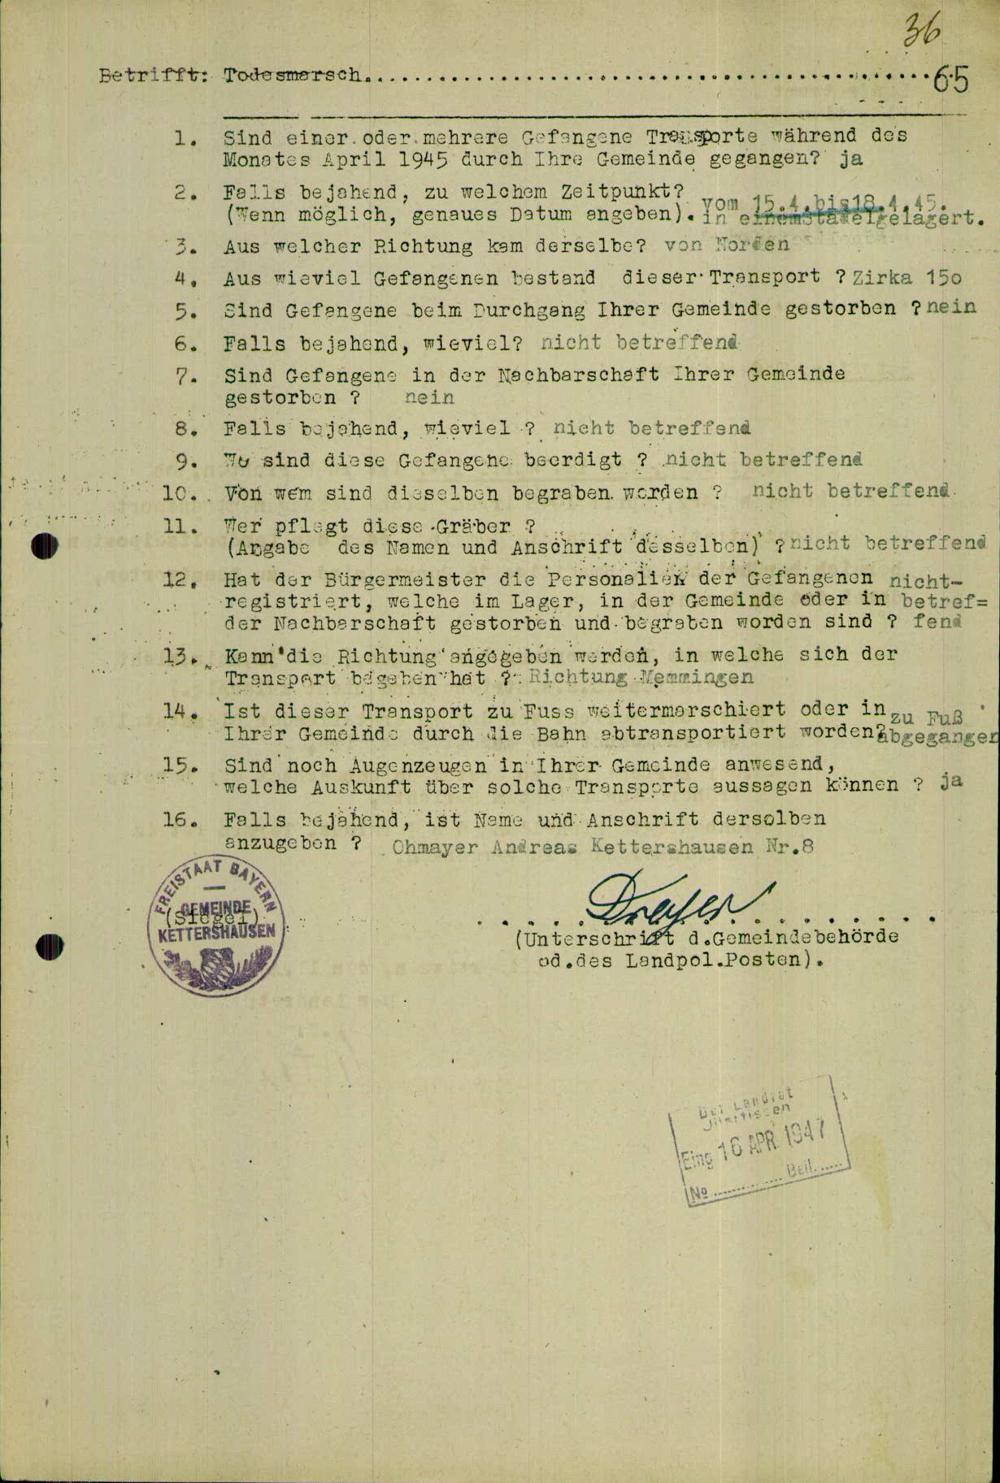 36
Betrifft: Todesmarsch.............................................65
1. Sind einer oder mehrere Gefangene Transporte während des
Monates April 1945 durch Ihre Gemeinde gegangen? ja
2. Falls bejahend, zu welchem Zeitpunkt? vom 15.4.bis18.4.45.
(Wenn möglich, genaues Datum angeben). in einem Stadel gelagert.
3. Aus welcher Richtung kam derselbe? von Norden
4. Aus wieviel Gefangenen bestand dieser Transport ? Zirka 15o
5. Sind Gefangene beim Durchgang Ihrer Gemeinde gestorben ? nein
6. Falls bejahend, wieviel? nicht betreffend
7. Sind Gefangene in der Nachbarschaft Ihrer Gemeinde
gestorben ? nein
8. Falls bejahend, wieviel ? nicht betreffend
9. Wo sind diese Gefangene beerdigt ? nicht betreffend
10. Von wem sind dieselben begraben worden ? nicht betreffend
11. Wer pflegt diese Gräber ?
(Angabe des Namen und Anschrift desselben) ? nicht betreffend
12. Hat der Bürgermeister die Personalien der Gefangenen nicht-
registriert, welche im Lager, in der Gemeinde oder in betref=
der Nachbarschaft gestorben und begraben worden sind ? fend
13. Kann die Richtung angegeben werden, in welche sich der
Transport begeben hat ? Richtung Memmingen
14. Ist dieser Transport zu Fuss weitermarschiert oder in zu Fuß
Ihrer Gemeinde durch die Bahn abtransportiert worden? abgegangen
15. Sind noch Augenzeugen in Ihrer Gemeinde anwesend,
welche Auskunft über solche Transporte aussagen können ? ja
16. Falls bejahend, ist Name und Anschrift derselben
anzugeben ? Ohmayer Andreas Kettershausen Nr.8
FREISTAAT BAYERN
GEMEINDE
(Siegel)
KETTERSHAUSEN
(Unterschrift d.Gemeindebehörde
od.des Landpol.Posten).
Der Landrat
Illertissen
Eing 16 APR. 1947
Nº .......... Beil. .....